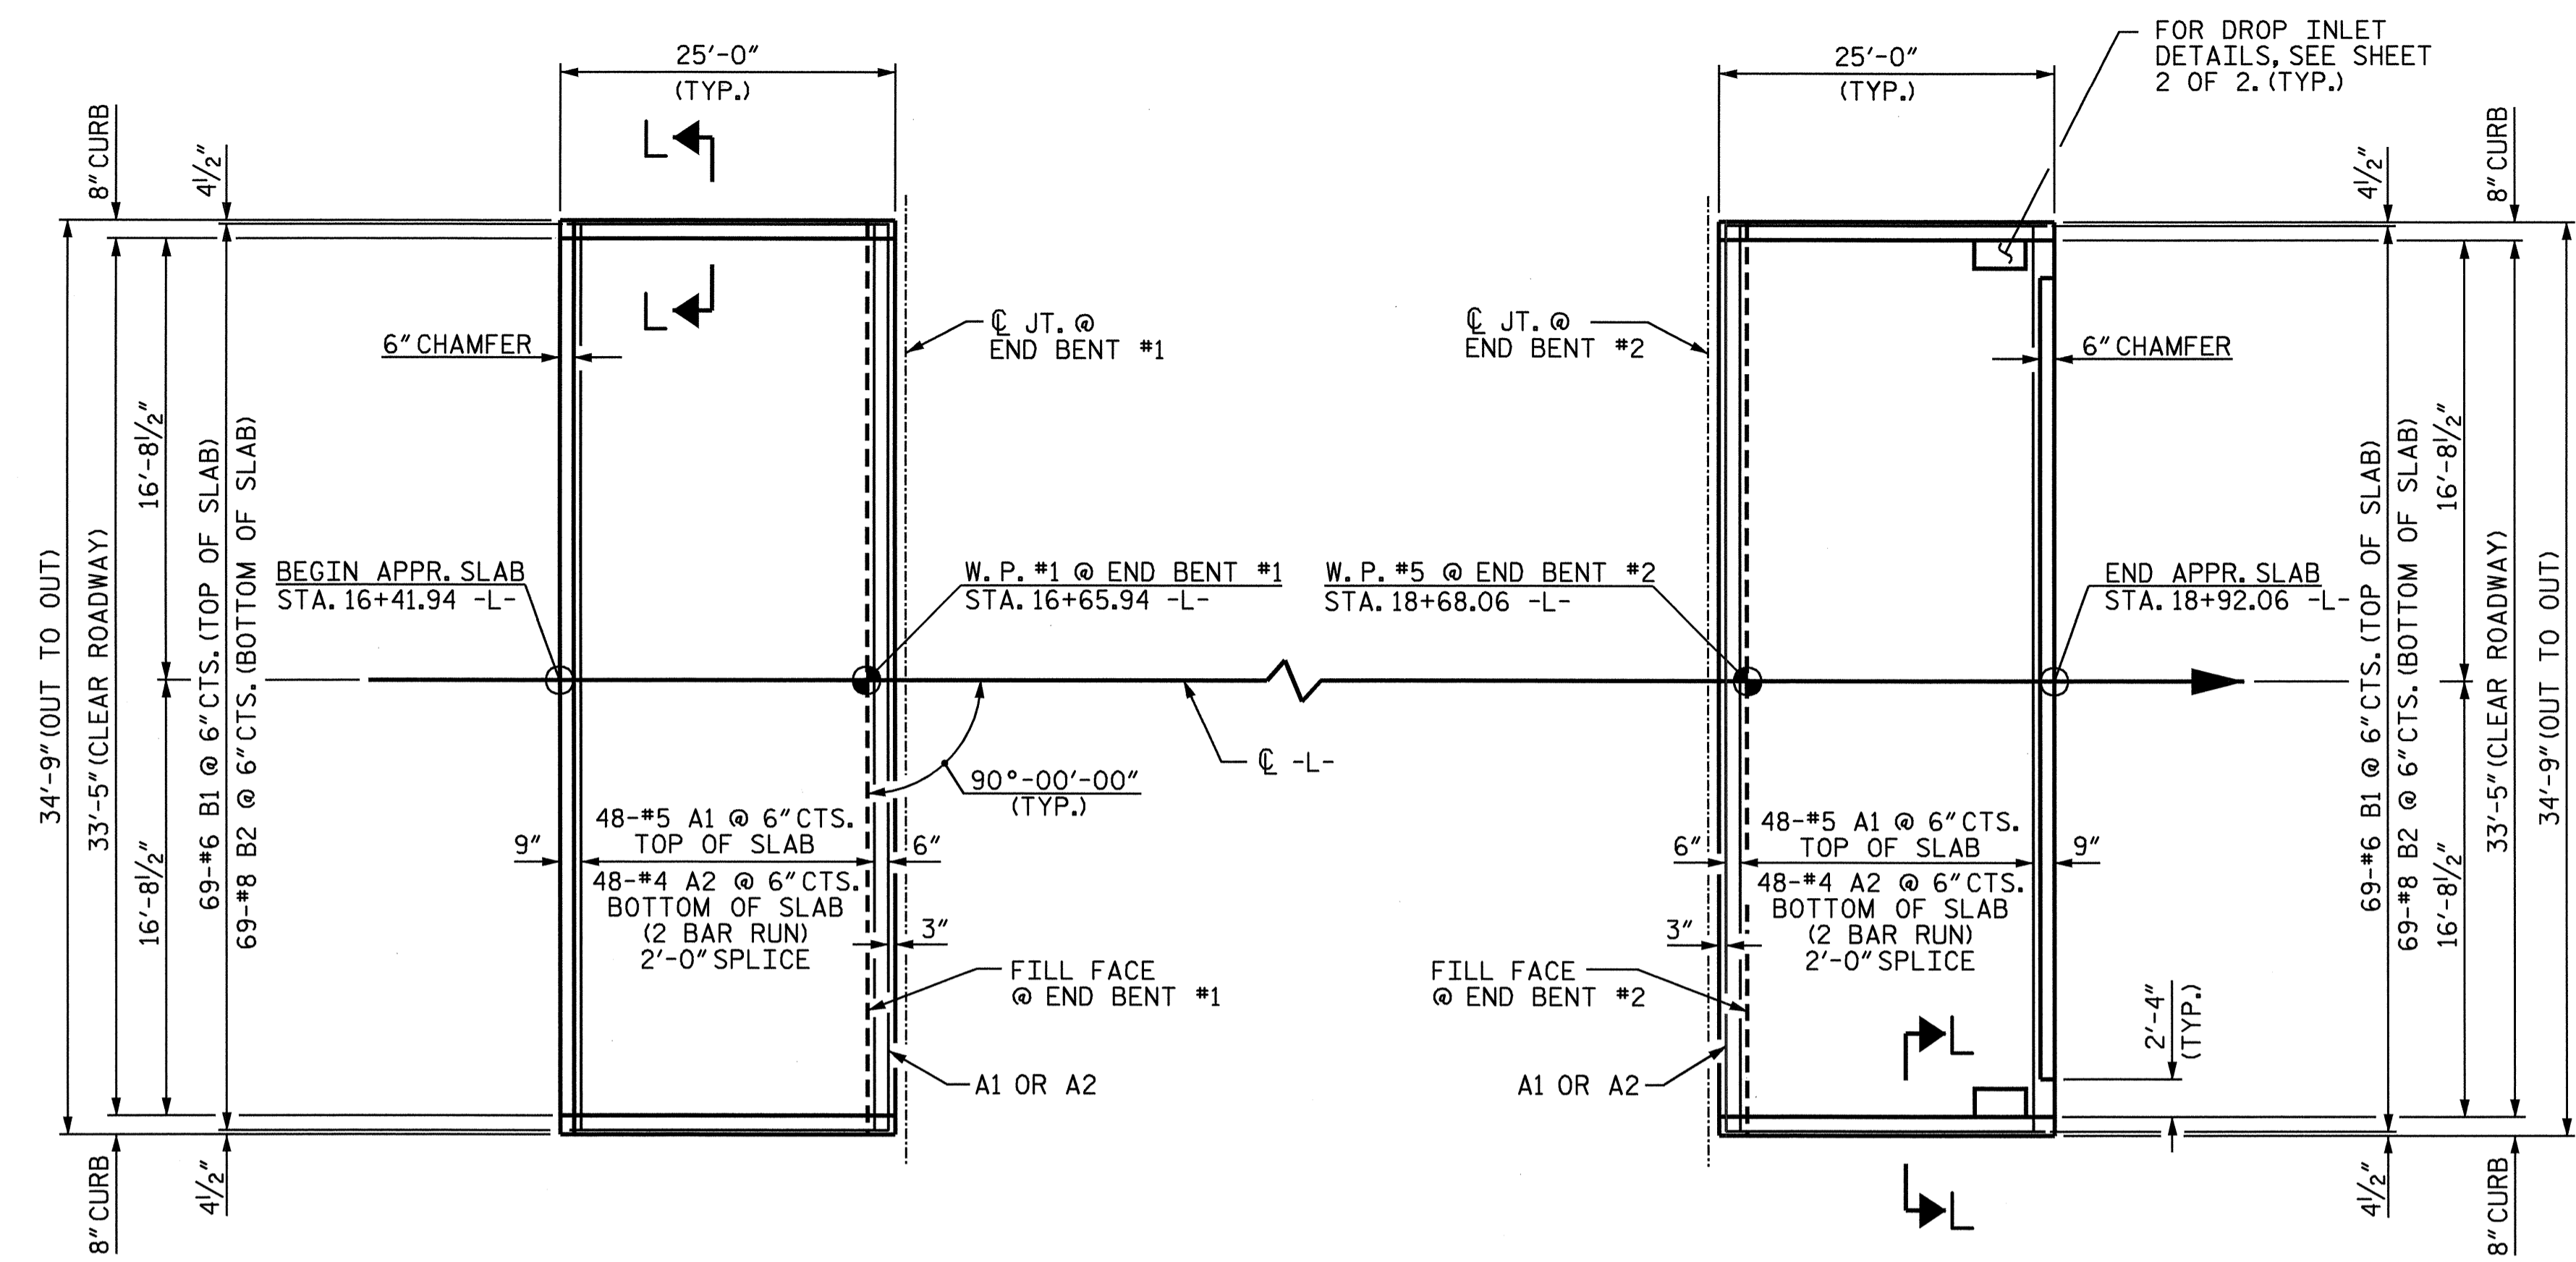 FOR DROP INLET
DETAILS, SEE SHEET
2 OF 2. (TYP.)
25'-0"
(TYP.)
25'-0"
(TYP.)
8" CURB
4½"
4½"
8" CURB
L
L
L
L
6" CHAMFER
℄ JT. @
END BENT #1
℄ JT. @
END BENT #2
6" CHAMFER
34'-9" (OUT TO OUT)
33'-5" (CLEAR ROADWAY)
16'-8½"
16'-8½"
69-#6 B1 @ 6" CTS. (TOP OF SLAB)
69-#8 B2 @ 6" CTS. (BOTTOM OF SLAB)
BEGIN APPR. SLAB
STA. 16+41.94 -L-
W.P. #1 @ END BENT #1
STA. 16+65.94 -L-
W.P. #5 @ END BENT #2
STA. 18+68.06 -L-
END APPR. SLAB
STA. 18+92.06 -L-
69-#6 B1 @ 6" CTS. (TOP OF SLAB)
69-#8 B2 @ 6" CTS. (BOTTOM OF SLAB)
16'-8½"
16'-8½"
33'-5" (CLEAR ROADWAY)
34'-9" (OUT TO OUT)
℄ -L-
90°-00'-00"
(TYP.)
9"
48-#5 A1 @ 6" CTS.
TOP OF SLAB
48-#4 A2 @ 6" CTS.
BOTTOM OF SLAB
(2 BAR RUN)
2'-0" SPLICE
6"
3"
6"
3"
48-#5 A1 @ 6" CTS.
TOP OF SLAB
48-#4 A2 @ 6" CTS.
BOTTOM OF SLAB
(2 BAR RUN)
2'-0" SPLICE
9"
FILL FACE
@ END BENT #1
FILL FACE
@ END BENT #2
A1 OR A2
A1 OR A2
2'-4"
(TYP.)
8" CURB
4½"
4½"
8" CURB